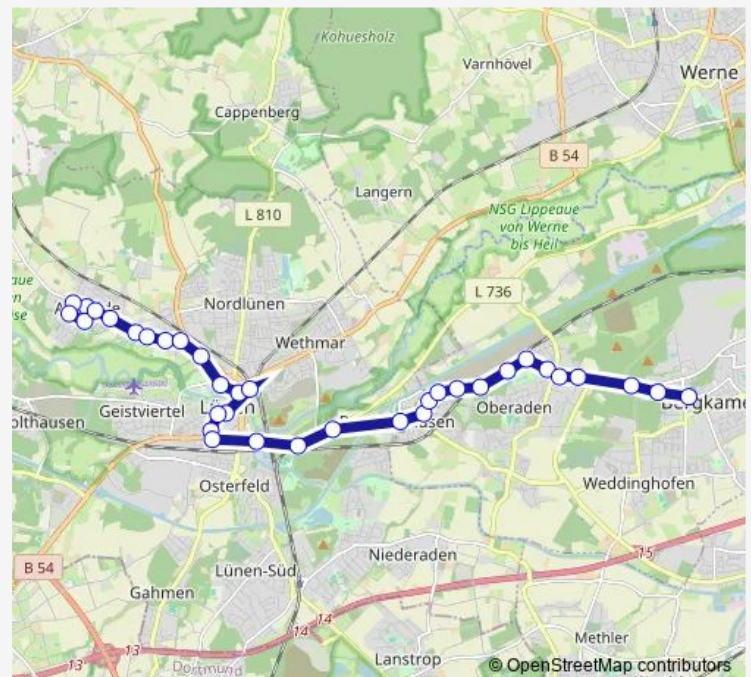 Kohuesholz
Varnhövel
Werne
Cappenberg
B 54
Langern
NSG Lippeaue
von Werne
bis Heil
L 810
L 736
Nordlünen
Wethmar
Geistviertel
Oberaden
Weddinghofen
Osterfeld
15
Niederaden
B 54
Lünen-Süd
Gahmen
14
14
Methler
13
13
Dortmund
Lanstrop
© OpenStreetMap contributors